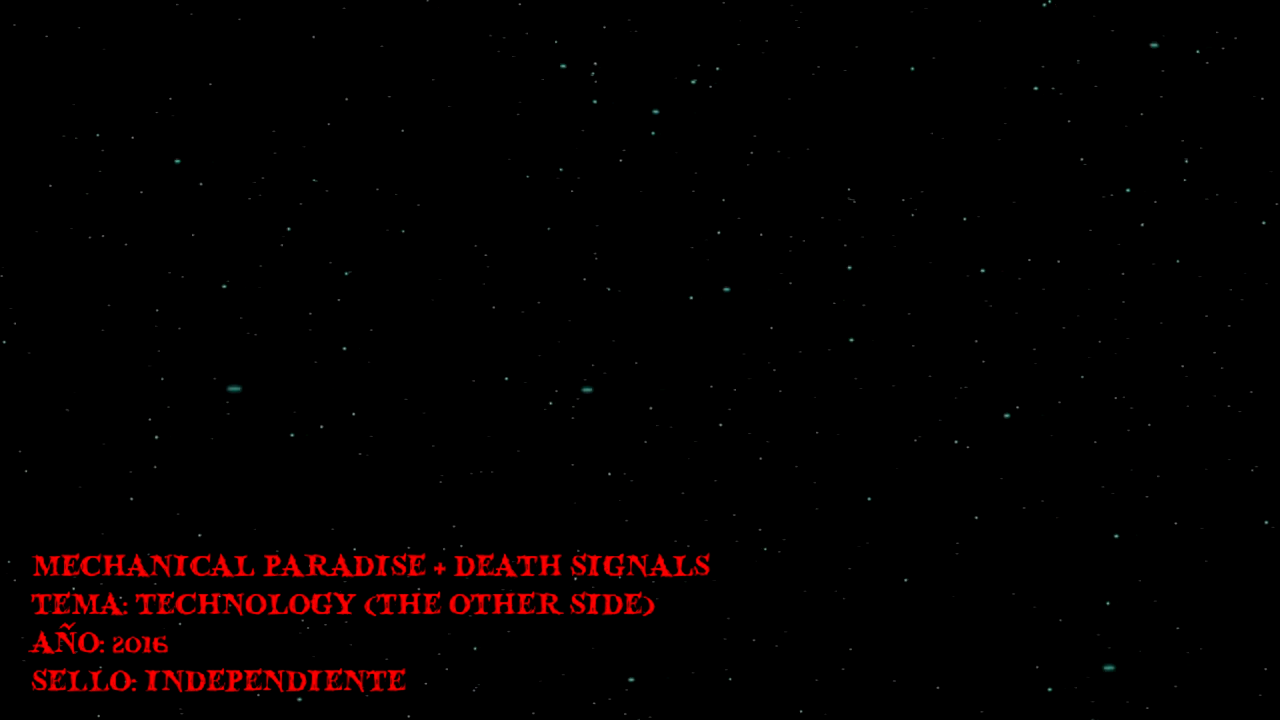 MECHANICAL PARADISE + DEATH SIGNALS
TEMA: TECHNOLOGY (THE OTHER SIDE)
AÑO: 2016
SELLO: INDEPENDIENTE